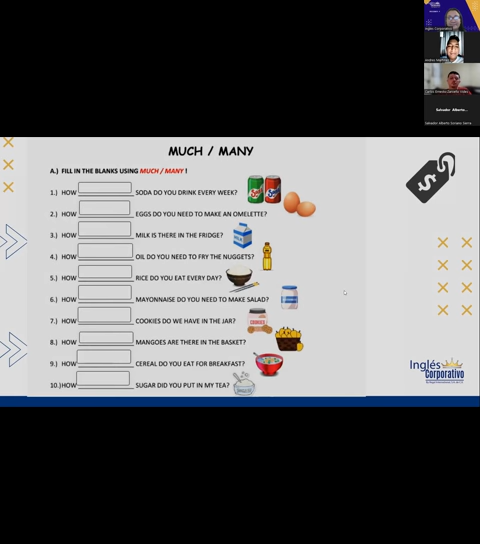 Inglés Corporativo
Salvador Alberto...
MUCH / MANY
A.) FILL IN THE BLANKS USING MUCH / MANY !
1.) HOW SODA DO YOU DRINK EVERY WEEK?
2.) HOW EGGS DO YOU NEED TO MAKE AN OMELETTE?
3.) HOW MILK IS THERE IN THE FRIDGE?
4.) HOW OIL DO YOU NEED TO FRY THE NUGGETS?
5.) HOW RICE DO YOU EAT EVERY DAY?
6.) HOW MAYONNAISE DO YOU NEED TO MAKE SALAD?
7.) HOW COOKIES DO WE HAVE IN THE JAR?
8.) HOW MANGOES ARE THERE IN THE BASKET?
9.) HOW CEREAL DO YOU EAT FOR BREAKFAST?
10.)HOW SUGAR DID YOU PUT IN MY TEA?
Inglés
Corporativo